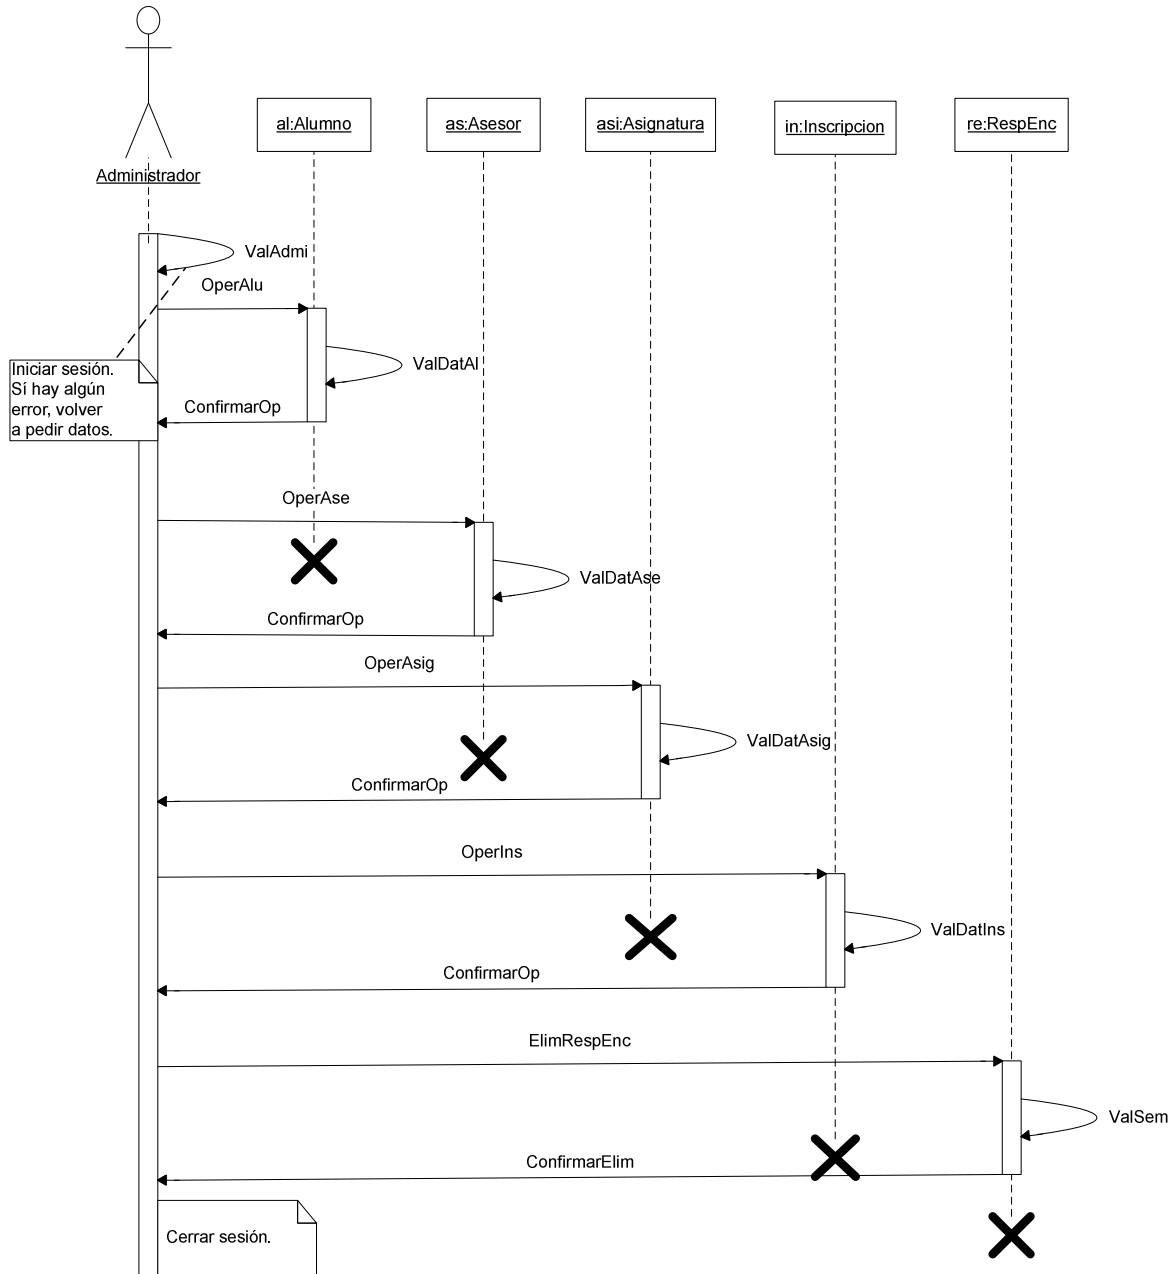 al:Alumno
as:Asesor
asi:Asignatura
in:Inscripcion
re:RespEnc
Administrador
ValAdmi
OperAlu
ValDatAl
Iniciar sesión.
Sí hay algún
error, volver
a pedir datos.
ConfirmarOp
OperAse
ValDatAse
ConfirmarOp
OperAsig
ValDatAsig
ConfirmarOp
OperIns
ValDatIns
ConfirmarOp
ElimRespEnc
ValSem
ConfirmarElim
Cerrar sesión.